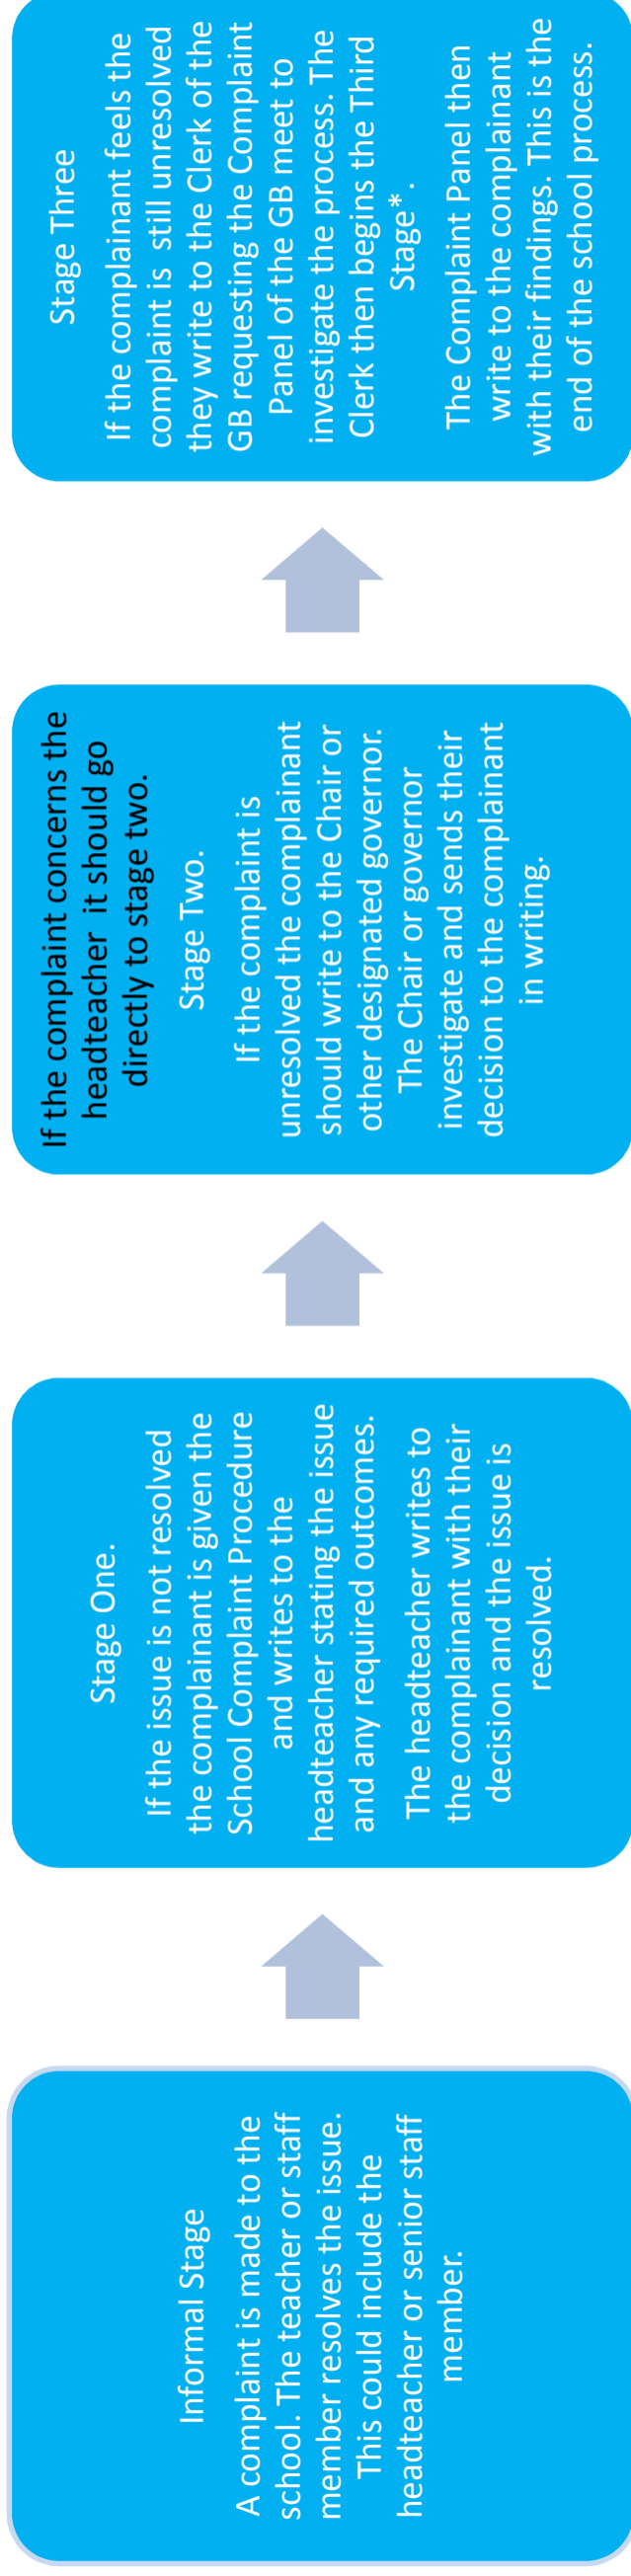 Informal Stage
A complaint is made to the
school. The teacher or staff
member resolves the issue.
This could include the
headteacher or senior staff
member.
Stage One.
If the issue is not resolved
the complainant is given the
School Complaint Procedure
and writes to the
headteacher stating the issue
and any required outcomes.
The headteacher writes to
the complainant with their
decision and the issue is
resolved.
If the complaint concerns the
headteacher it should go
directly to stage two.
Stage Two.
If the complaint is
unresolved the complainant
should write to the Chair or
other designated governor.
The Chair or governor
investigate and sends their
decision to the complainant
in writing.
Stage Three
If the complainant feels the
complaint is still unresolved
they write to the Clerk of the
GB requesting the Complaint
Panel of the GB meet to
investigate the process. The
Clerk then begins the Third
Stage*.
The Complaint Panel then
write to the complainant
with their findings. This is the
end of the school process.